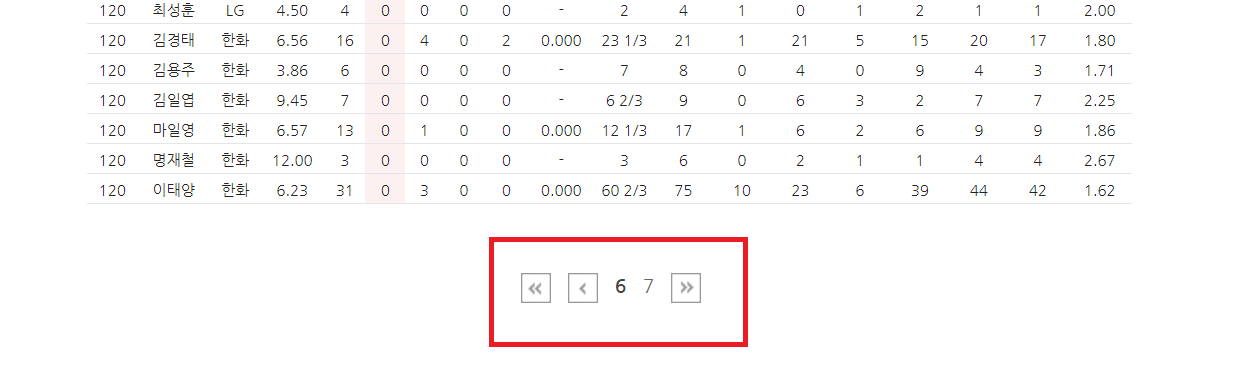 120 최성훈 LG 4.50 4 0 0 0 0 - 2 4 1 0 1 2 1 1 2.00
120 김경태 한화 6.56 16 0 4 0 2 0.000 23 1/3 21 1 21 5 15 20 17 1.80
120 김용주 한화 3.86 6 0 0 0 0 - 7 8 0 4 0 9 4 3 1.71
120 김일엽 한화 9.45 7 0 0 0 0 - 6 2/3 9 0 6 3 2 7 7 2.25
120 마일영 한화 6.57 13 0 1 0 0 0.000 12 1/3 17 1 6 2 6 9 9 1.86
120 명재철 한화 12.00 3 0 0 0 0 - 3 6 0 2 1 1 4 4 2.67
120 이태양 한화 6.23 31 0 3 0 0 0.000 60 2/3 75 10 23 6 39 44 42 1.62
« ‹ 6 7 »